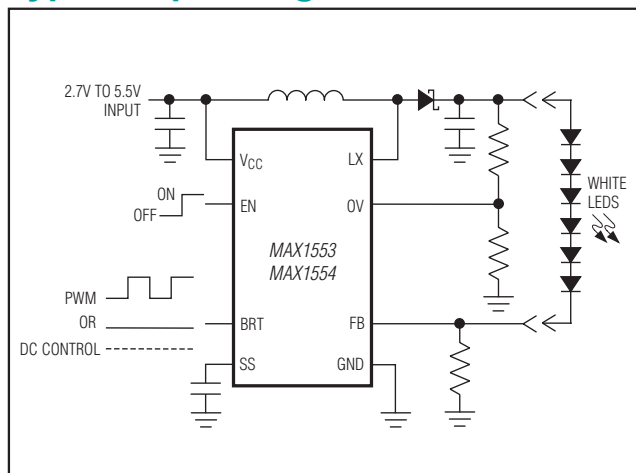 2.7V TO 5.5V
INPUT
VCC
LX
ON
OFF
EN
OV
WHITE
LEDS
MAX1553
MAX1554
PWM
OR
DC CONTROL
BRT
FB
SS
GND